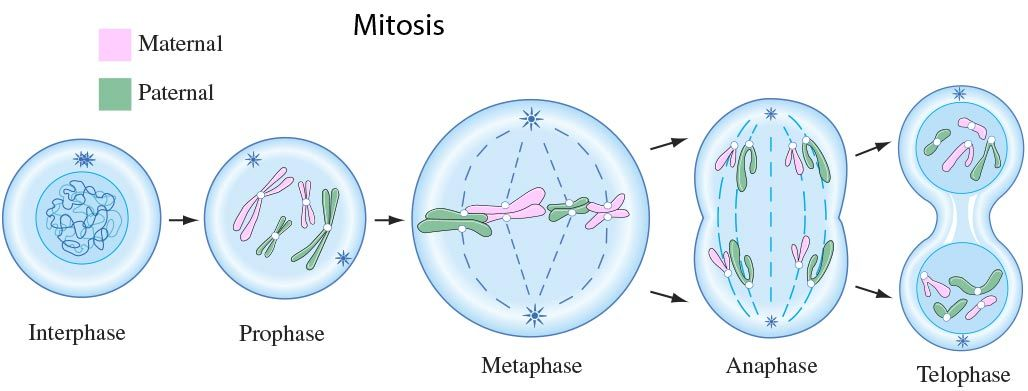 Mitosis
Maternal
Paternal
Interphase
Prophase
Metaphase
Anaphase
Telophase